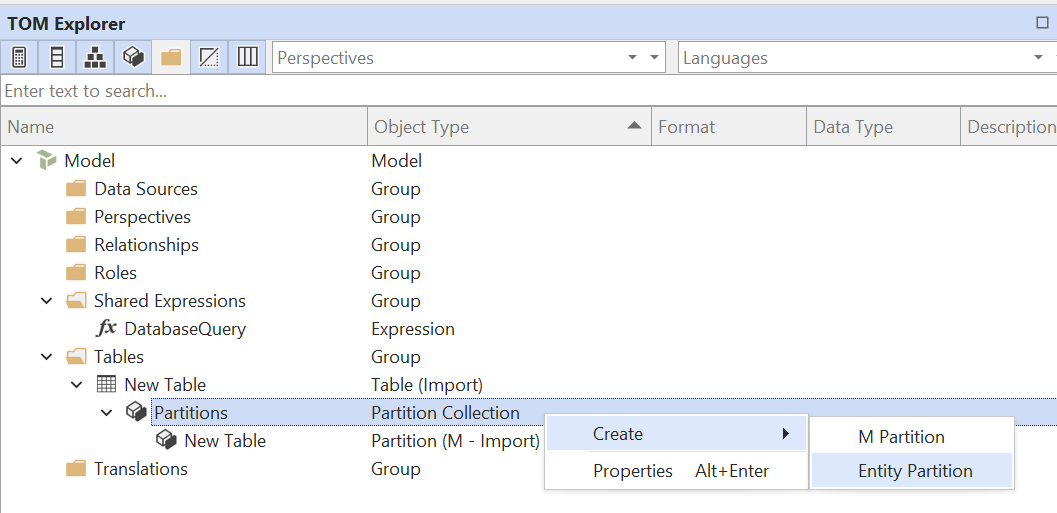 TOM Explorer
Perspectives Languages
Enter text to search...
Name Object Type Format Data Type Description
Model Model
Data Sources Group
Perspectives Group
Relationships Group
Roles Group
Shared Expressions Group
fx DatabaseQuery Expression
Tables Group
New Table Table (Import)
Partitions Partition Collection
New Table Partition (M - Import)
Translations Group
Create
Properties Alt+Enter
M Partition
Entity Partition